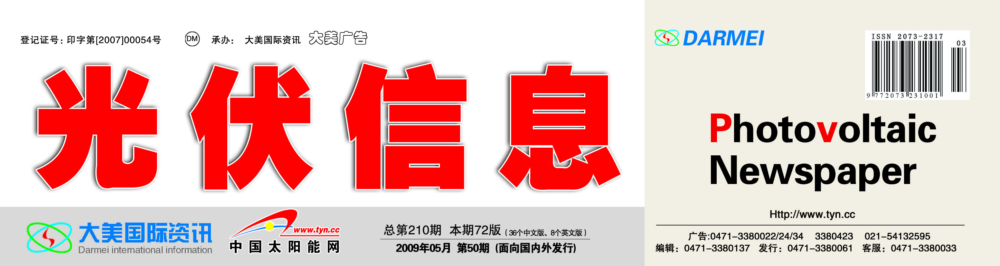 登记证号：印字第[2007]00054号 DM 承办： 大美国际资讯 大美广告
光伏信息
大美国际资讯
Darmei international information
www.tyn.cc
中国太阳能网
总第210期 本期72版（36个中文版、8个英文版）
2009年05月 第50期 (面向国内外发行)
DARMEI
ISSN 2073-2317
03
9 772073 231001
Photovoltaic
Newspaper
Http://www.tyn.cc
广告:0471-3380022/24/34 3380423 021-54132595
编辑：0471-3380137 发行：0471-3380061 客服：0471-3380033